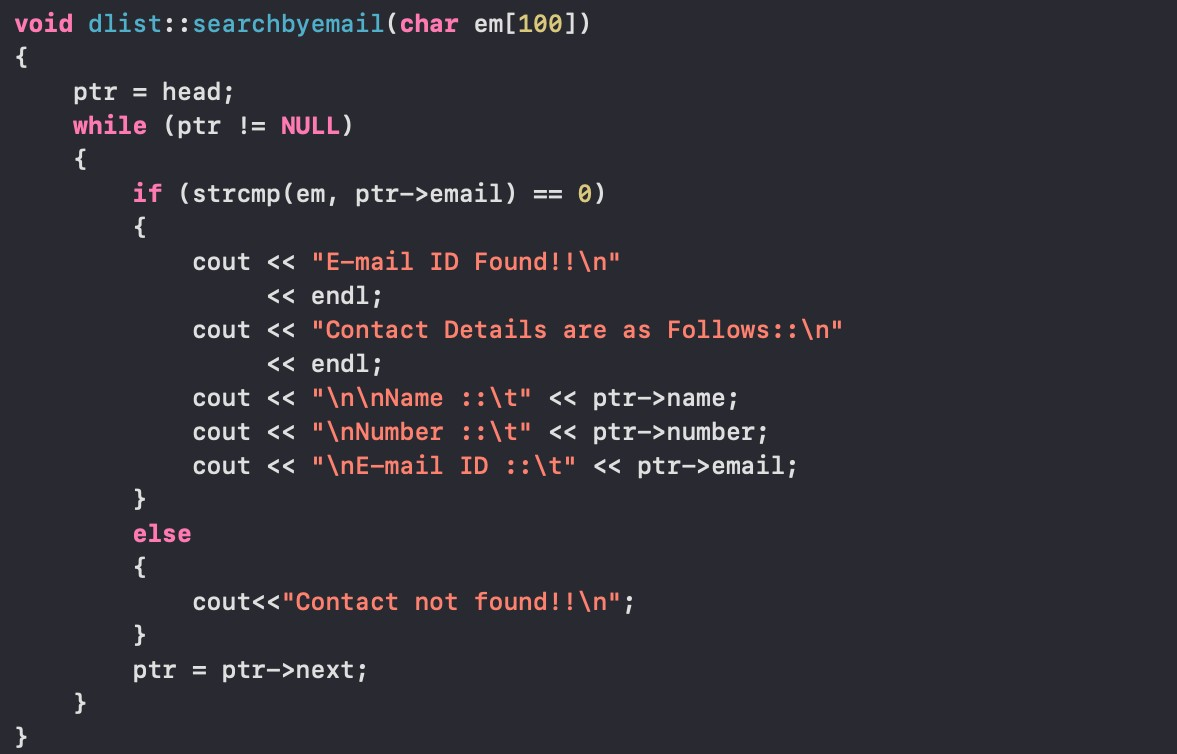 void dlist::searchbyemail(char em[100])
{
    ptr = head;
    while (ptr != NULL)
    {
        if (strcmp(em, ptr->email) == 0)
        {
            cout << "E-mail ID Found!!\n"
                 << endl;
            cout << "Contact Details are as Follows::\n"
                 << endl;
            cout << "\n\nName ::\t" << ptr->name;
            cout << "\nNumber ::\t" << ptr->number;
            cout << "\nE-mail ID ::\t" << ptr->email;
        }
        else
        {
            cout<<"Contact not found!!\n";
        }
        ptr = ptr->next;
    }
}